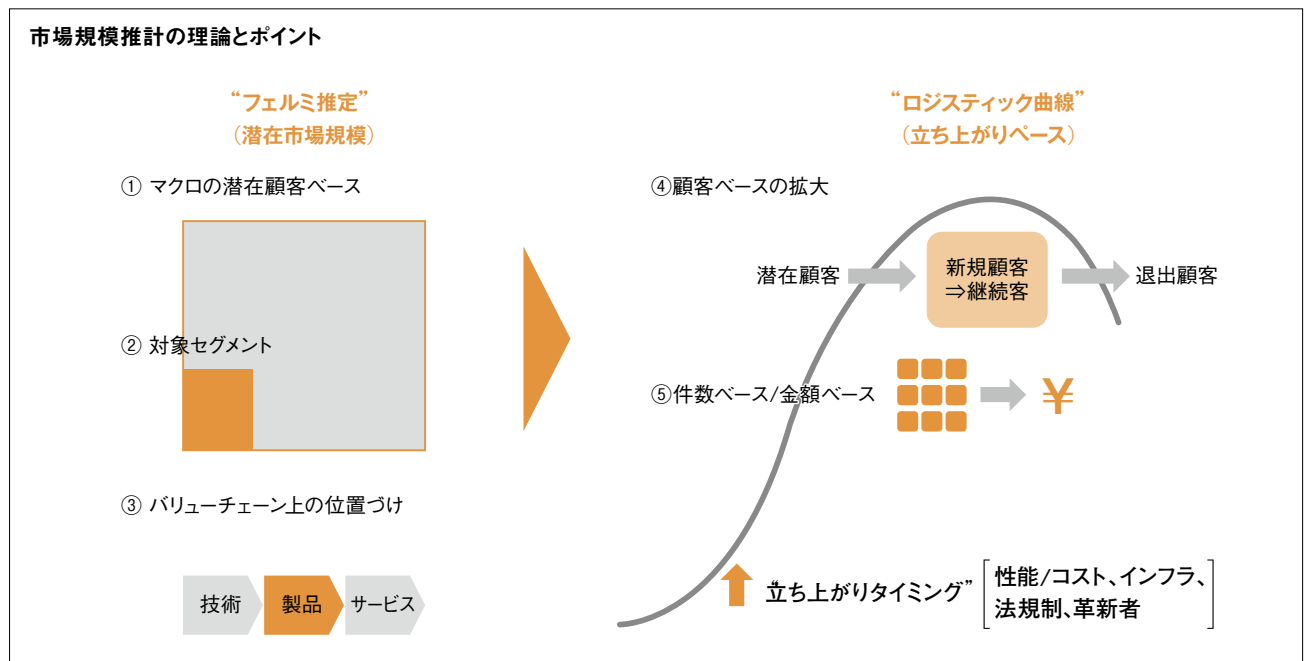 市場規模推計の理論とポイント
“フェルミ推定”
（潜在市場規模）
① マクロの潜在顧客ベース
② 対象セグメント
③ バリューチェーン上の位置づけ
技術
製品
サービス
“ロジスティック曲線”
（立ち上がりペース）
④顧客ベースの拡大
潜在顧客
新規顧客
⇒継続客
退出顧客
⑤件数ベース/金額ベース
¥
“立ち上がりタイミング”
性能/コスト、インフラ、
法規制、革新者